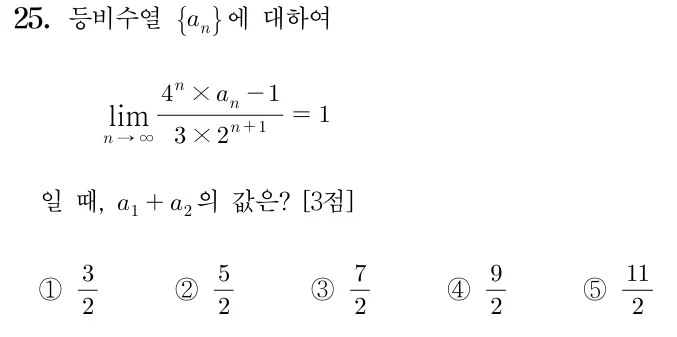 25. 등비수열 {aₙ}에 대하여
lim_{n→∞} (4ⁿ × aₙ − 1)/(3 × 2ⁿ⁺¹) = 1
일 때, a₁ + a₂의 값은? [3점]
① 3/2 ② 5/2 ③ 7/2 ④ 9/2 ⑤ 11/2